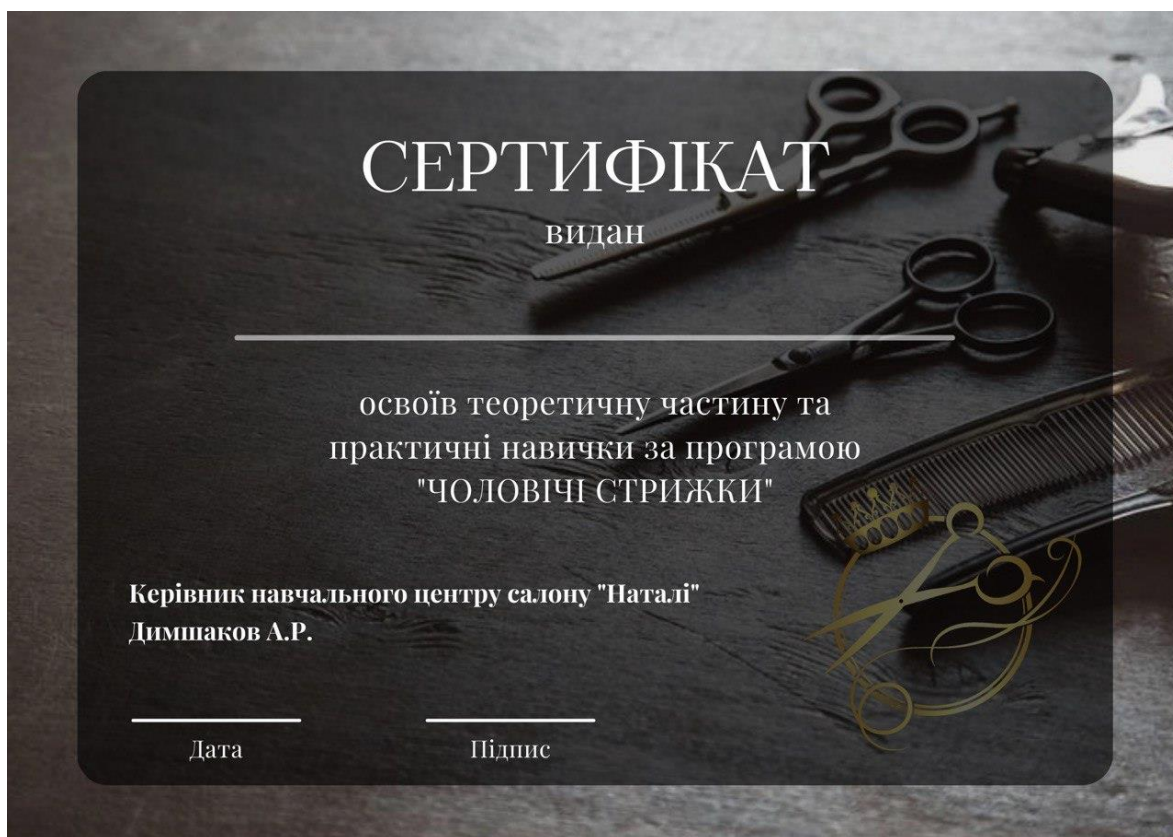 СЕРТИФІКАТ
видан
освоїв теоретичну частину та
практичні навички за програмою
"ЧОЛОВІЧІ СТРИЖКИ"
Керівник навчального центру салону "Наталі"
Димшаков А.Р.
Дата Підпис